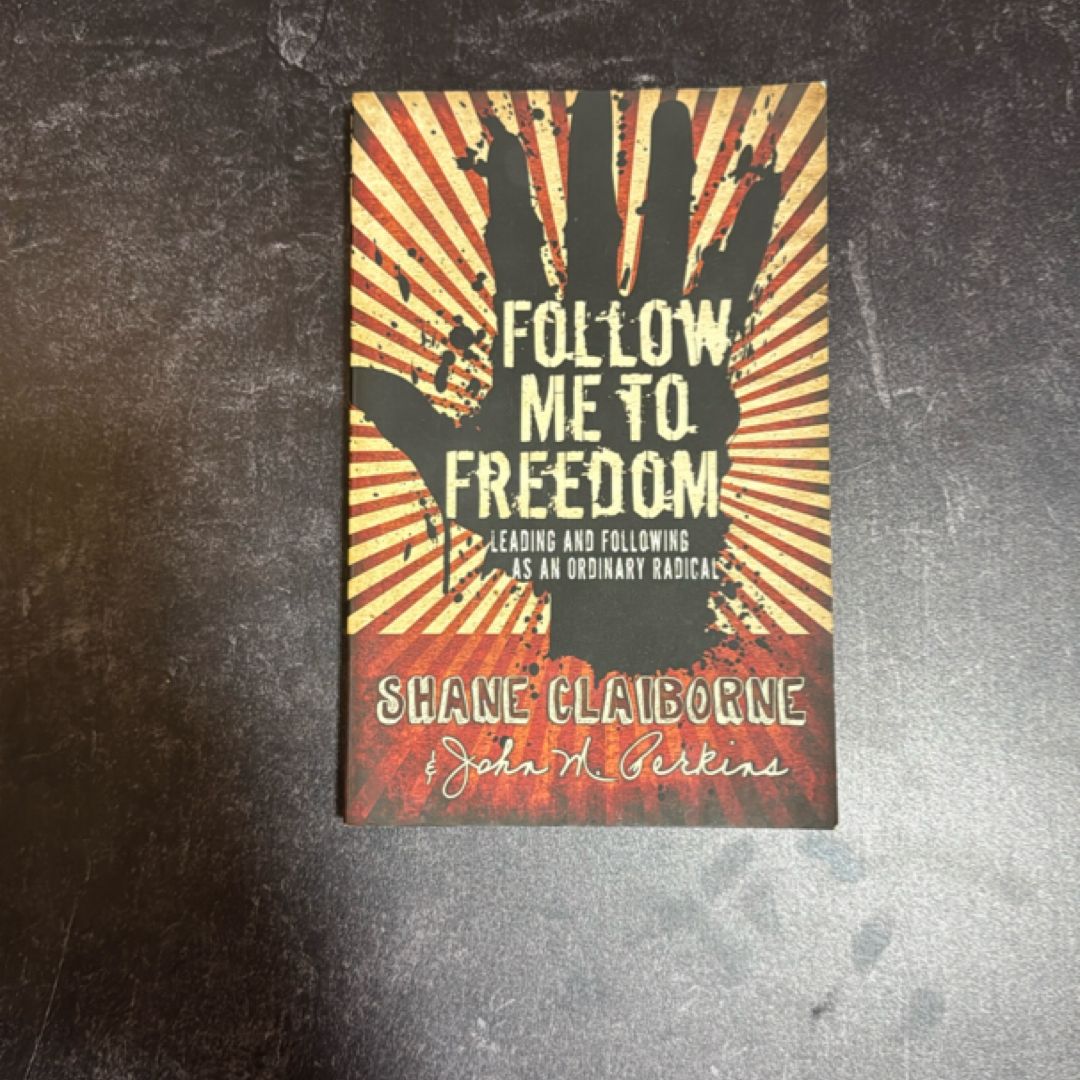 FOLLOW
ME TO
FREEDOM
LEADING AND FOLLOWING
AS AN ORDINARY RADICAL
SHANE CLAIBORNE
& John M. Perkins